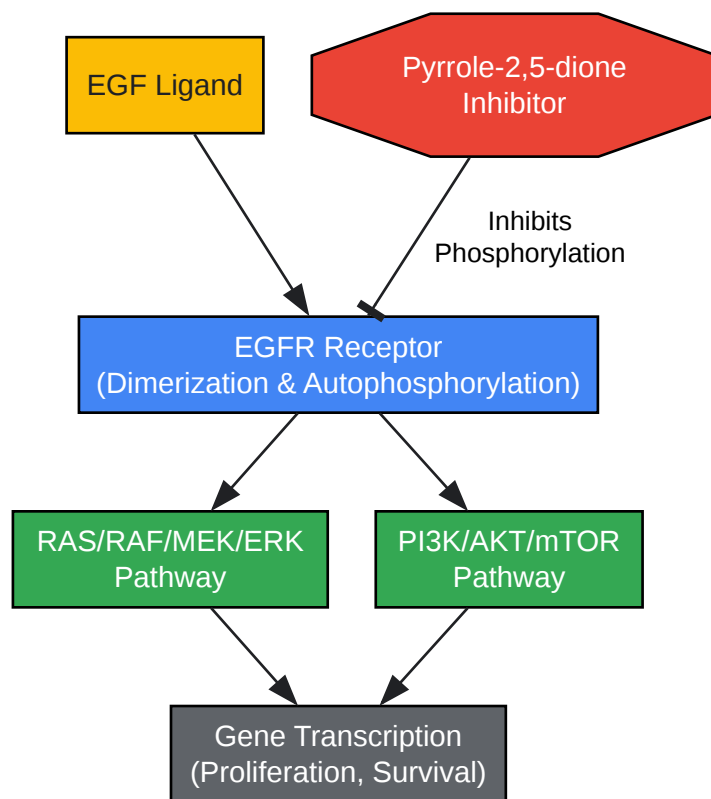 EGF Ligand
Pyrrole-2,5-dione
Inhibitor
Inhibits
Phosphorylation
EGFR Receptor
(Dimerization & Autophosphorylation)
RAS/RAF/MEK/ERK
Pathway
PI3K/AKT/mTOR
Pathway
Gene Transcription
(Proliferation, Survival)